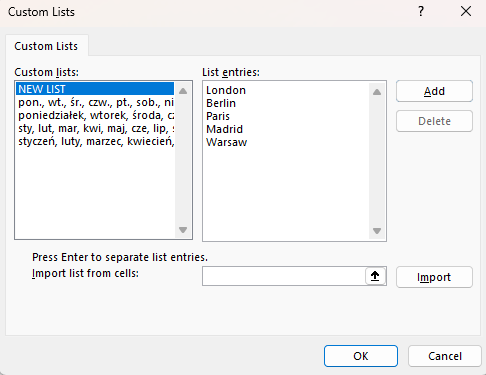 Custom Lists
Custom Lists
Custom lists:
NEW LIST
pon., wt., śr., czw., pt., sob., ni
poniedziałek, wtorek, środa,
sty, lut, mar, kwi, maj, cze, lip,
styczeń, luty, marzec, kwiecień,
List entries:
London
Berlin
Paris
Madrid
Warsaw
Add
Delete
Press Enter to separate list entries.
Import list from cells:
Import
OK
Cancel